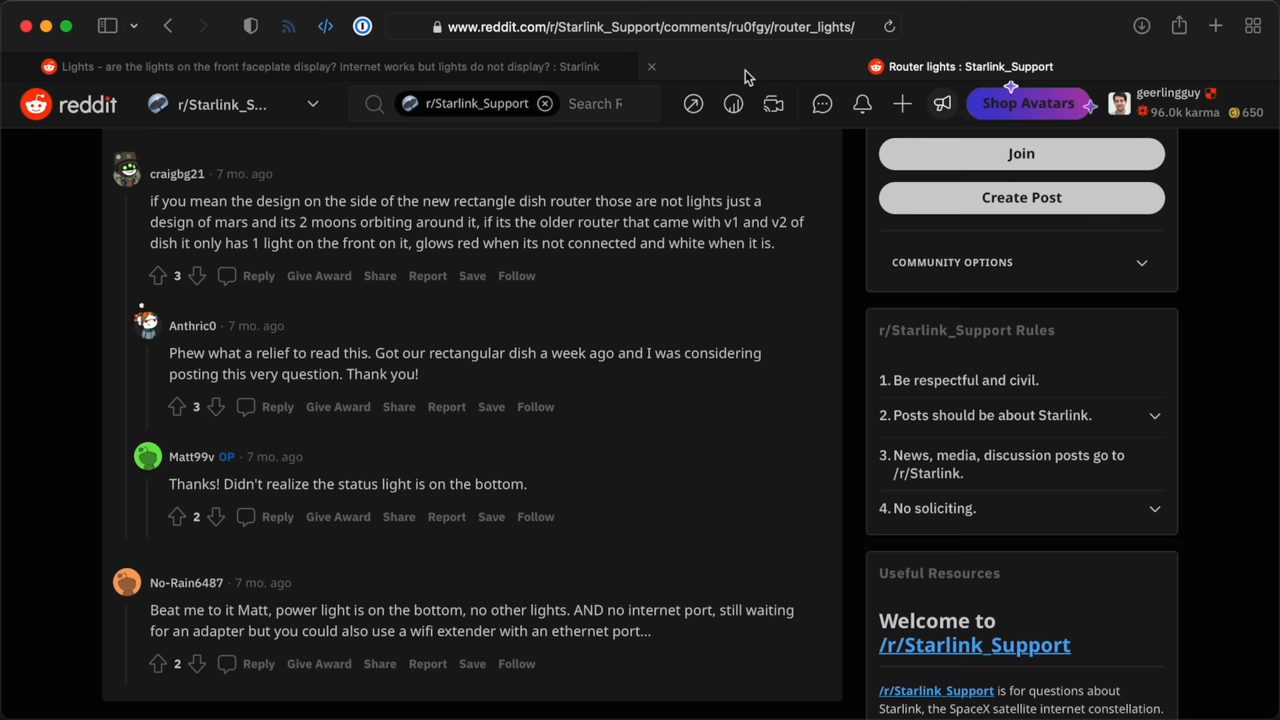 www.reddit.com/r/Starlink_Support/comments/ru0fgy/router_lights/
Lights - are the lights on the front faceplate display? Internet works but lights do not display? : Starlink
Router lights : Starlink_Support
reddit
r/Starlink_S...
r/Starlink_Support
Search R
Shop Avatars
geerlingguy
96.0k karma
650
craigbg21 · 7 mo. ago
if you mean the design on the side of the new rectangle dish router those are not lights just a
design of mars and its 2 moons orbiting around it, if its the older router that came with v1 and v2 of
dish it only has 1 light on the front on it, glows red when its not connected and white when it is.
3 Reply Give Award Share Report Save Follow
Anthric0 · 7 mo. ago
Phew what a relief to read this. Got our rectangular dish a week ago and I was considering
posting this very question. Thank you!
3 Reply Give Award Share Report Save Follow
Matt99v OP · 7 mo. ago
Thanks! Didn't realize the status light is on the bottom.
2 Reply Give Award Share Report Save Follow
No-Rain6487 · 7 mo. ago
Beat me to it Matt, power light is on the bottom, no other lights. AND no internet port, still waiting
for an adapter but you could also use a wifi extender with an ethernet port...
2 Reply Give Award Share Report Save Follow
Join
Create Post
COMMUNITY OPTIONS
r/Starlink_Support Rules
1. Be respectful and civil.
2. Posts should be about Starlink.
3. News, media, discussion posts go to
/r/Starlink.
4. No soliciting.
Useful Resources
Welcome to
/r/Starlink_Support
/r/Starlink_Support is for questions about
Starlink, the SpaceX satellite internet constellation.